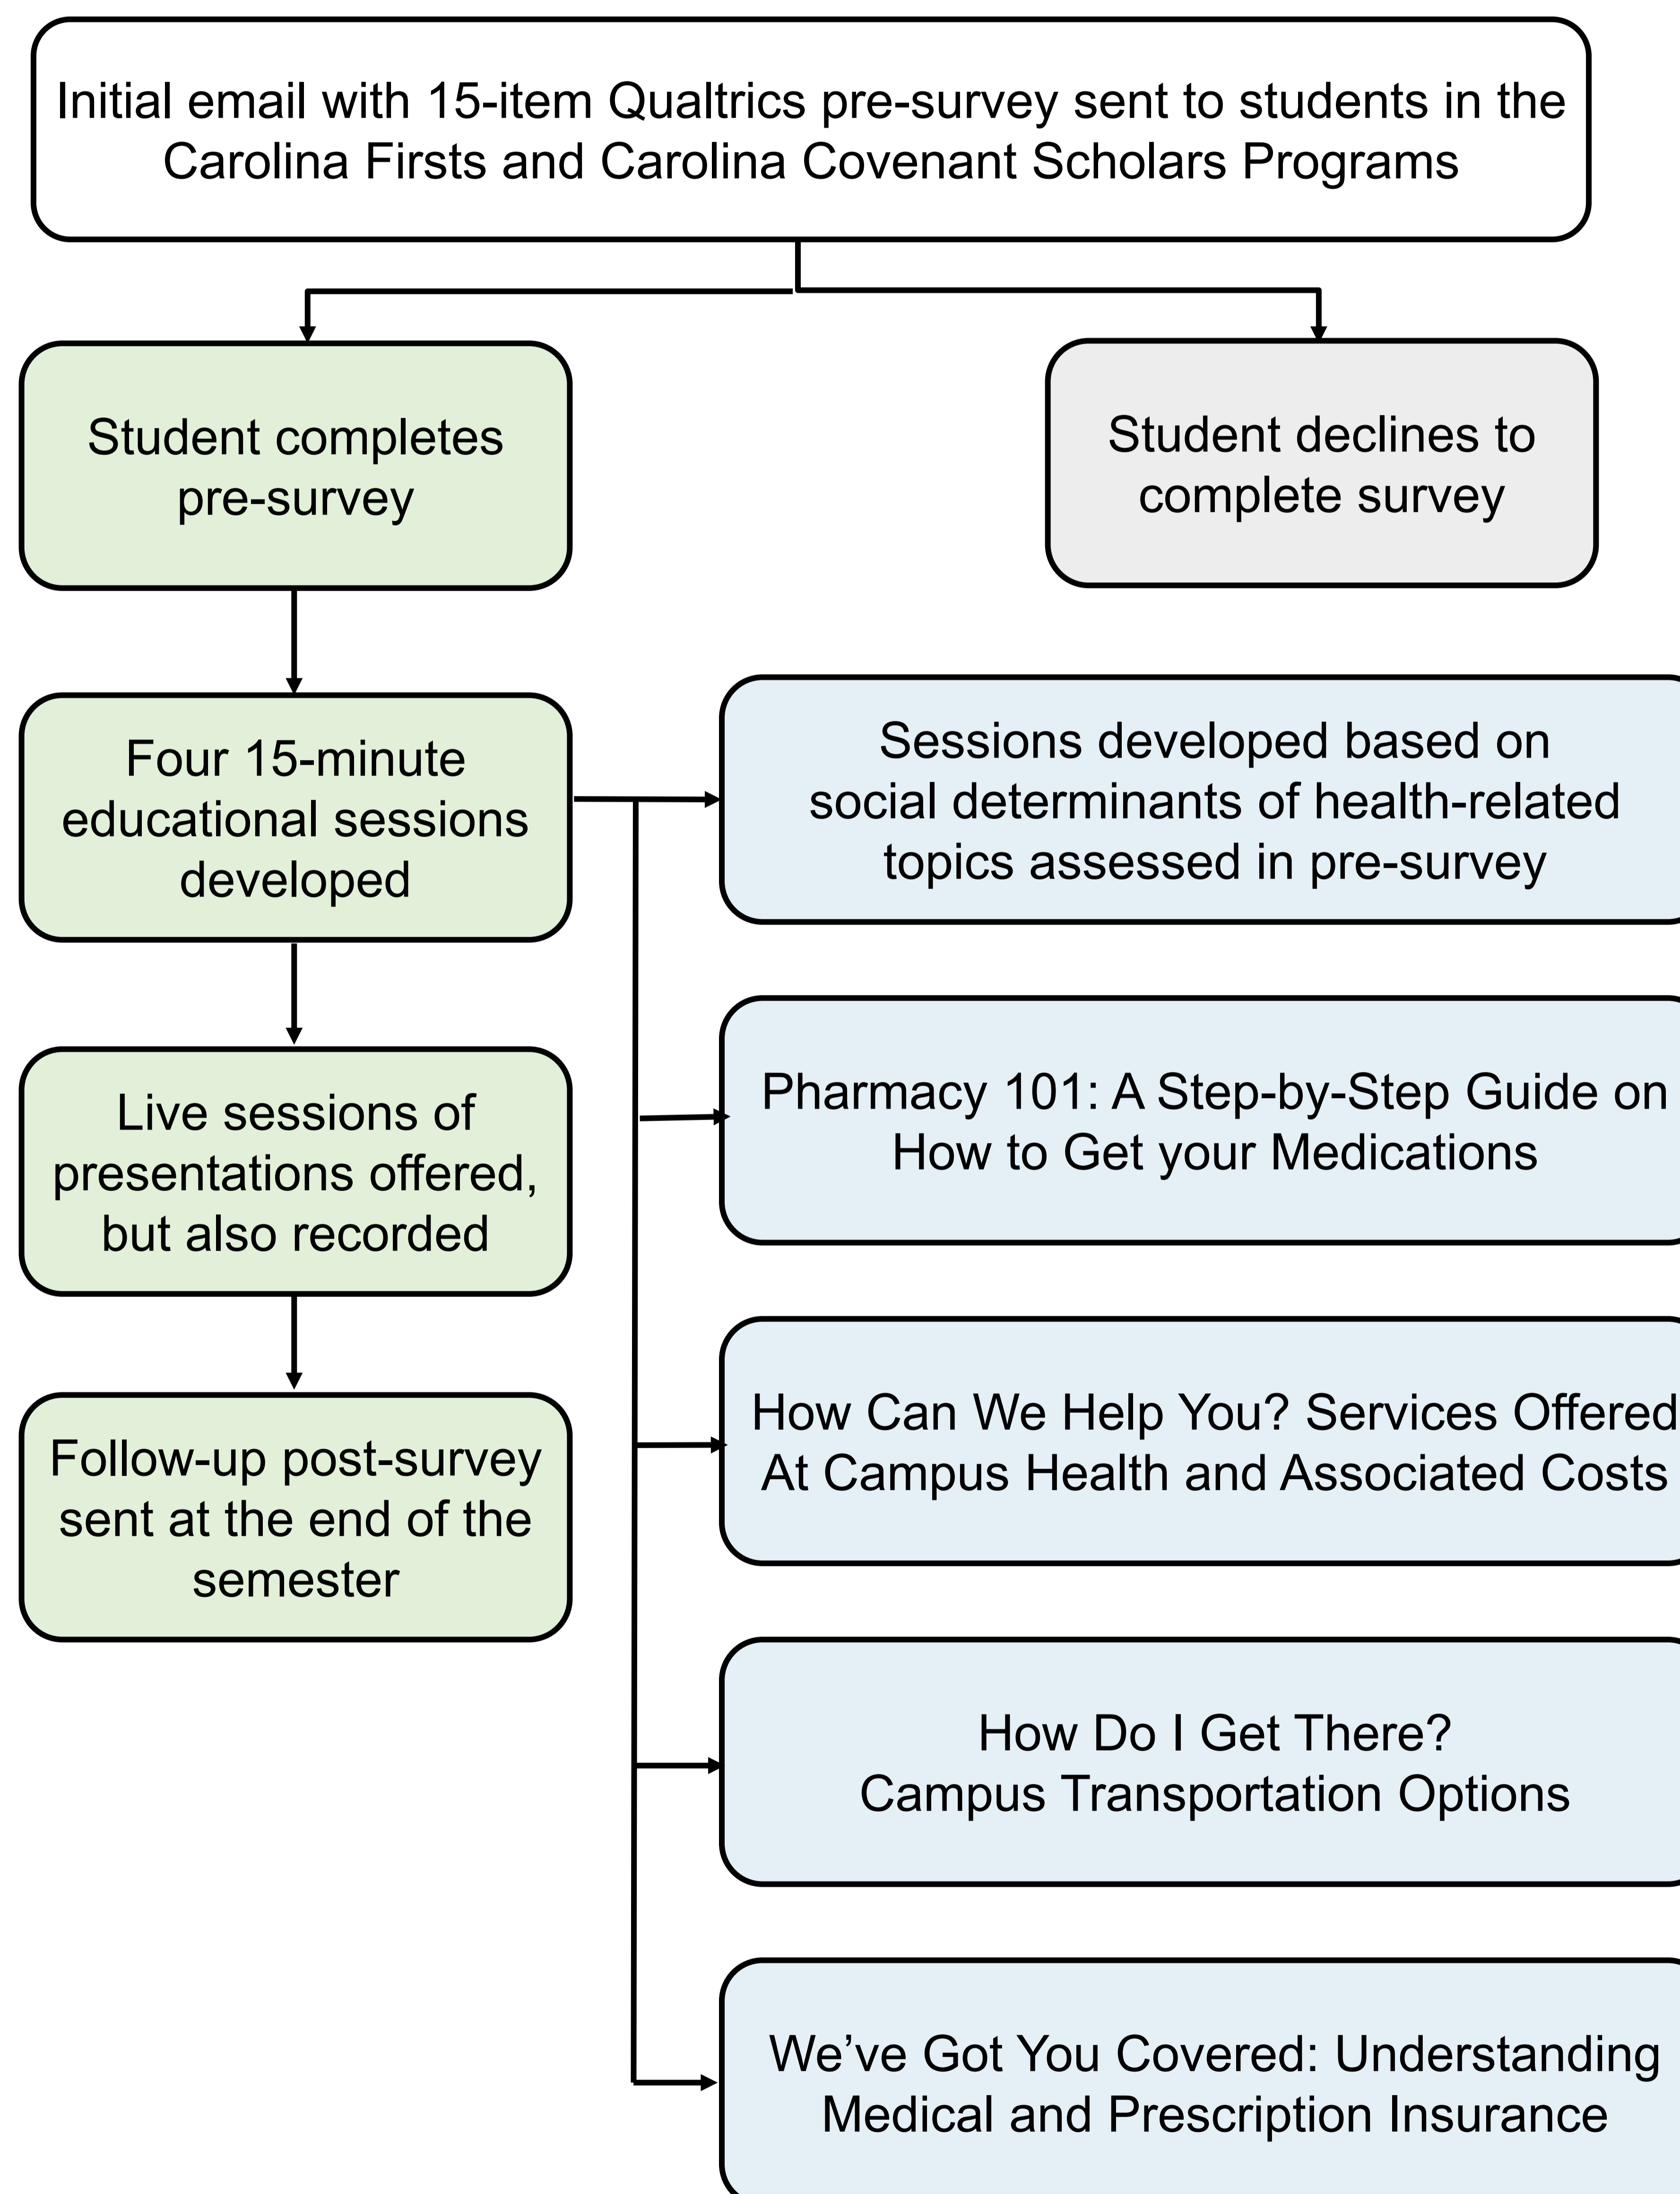 Initial email with 15-item Qualtrics pre-survey sent to students in the
Carolina Firsts and Carolina Covenant Scholars Programs
Student completes
pre-survey
Student declines to
complete survey
Four 15-minute
educational sessions
developed
Sessions developed based on
social determinants of health-related
topics assessed in pre-survey
Live sessions of
presentations offered,
but also recorded
Pharmacy 101: A Step-by-Step Guide on
How to Get your Medications
Follow-up post-survey
sent at the end of the
semester
How Can We Help You? Services Offered
At Campus Health and Associated Costs
How Do I Get There?
Campus Transportation Options
We’ve Got You Covered: Understanding
Medical and Prescription Insurance